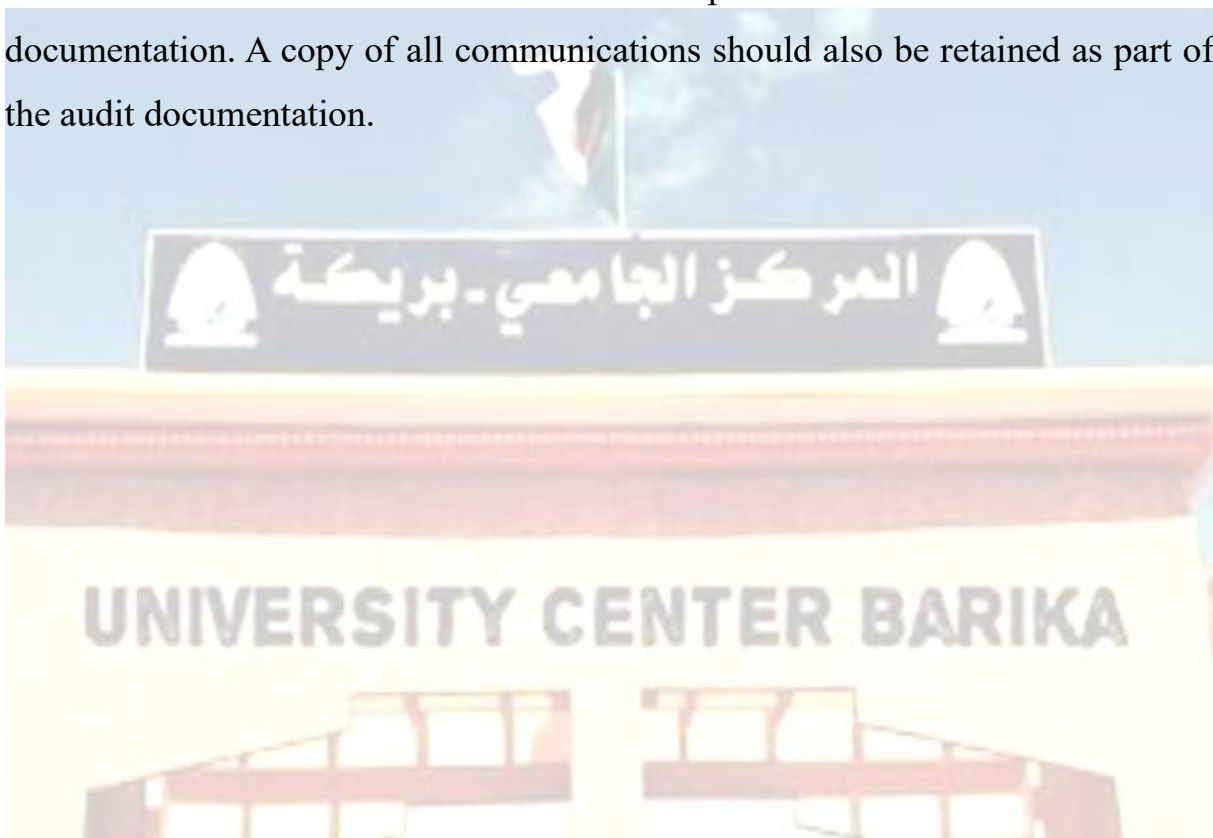 documentation. A copy of all communications should also be retained as part of
the audit documentation.
المركز الجامعي - بريكة
UNIVERSITY CENTER BARIKA